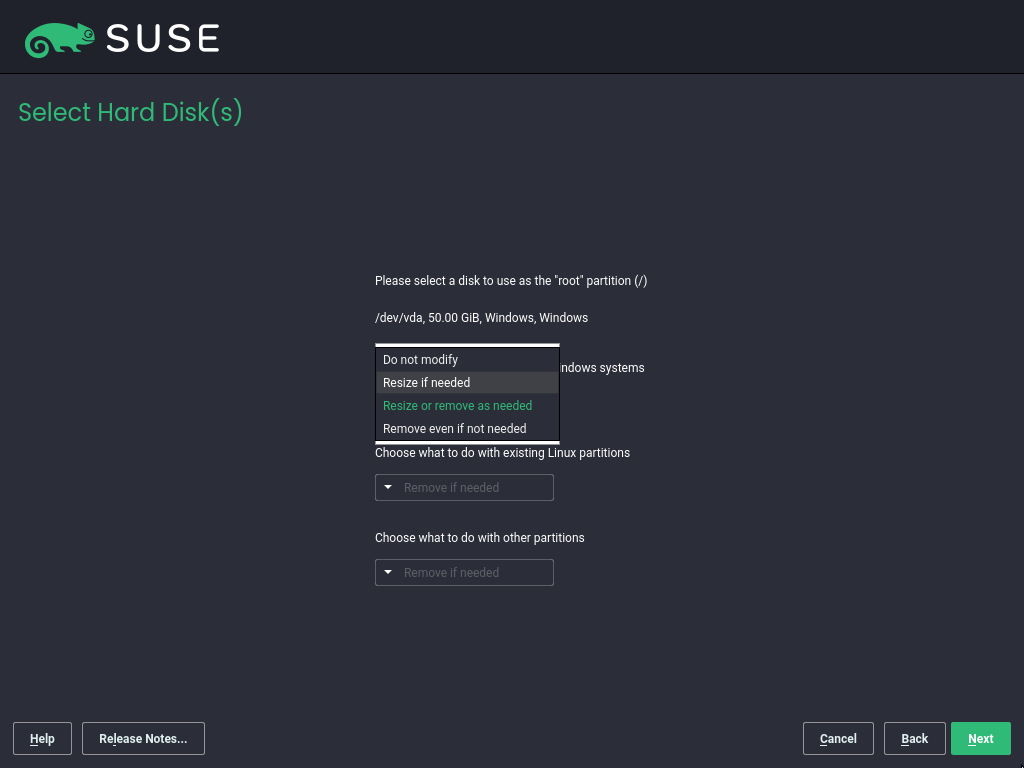 SUSE
Select Hard Disk(s)
Please select a disk to use as the "root" partition (/)
/dev/vda, 50.00 GiB, Windows, Windows
Do not modify
ndows systems
Resize if needed
Resize or remove as needed
Remove even if not needed
Choose what to do with existing Linux partitions
Remove if needed
Choose what to do with other partitions
Remove if needed
Help
Release Notes...
Cancel
Back
Next